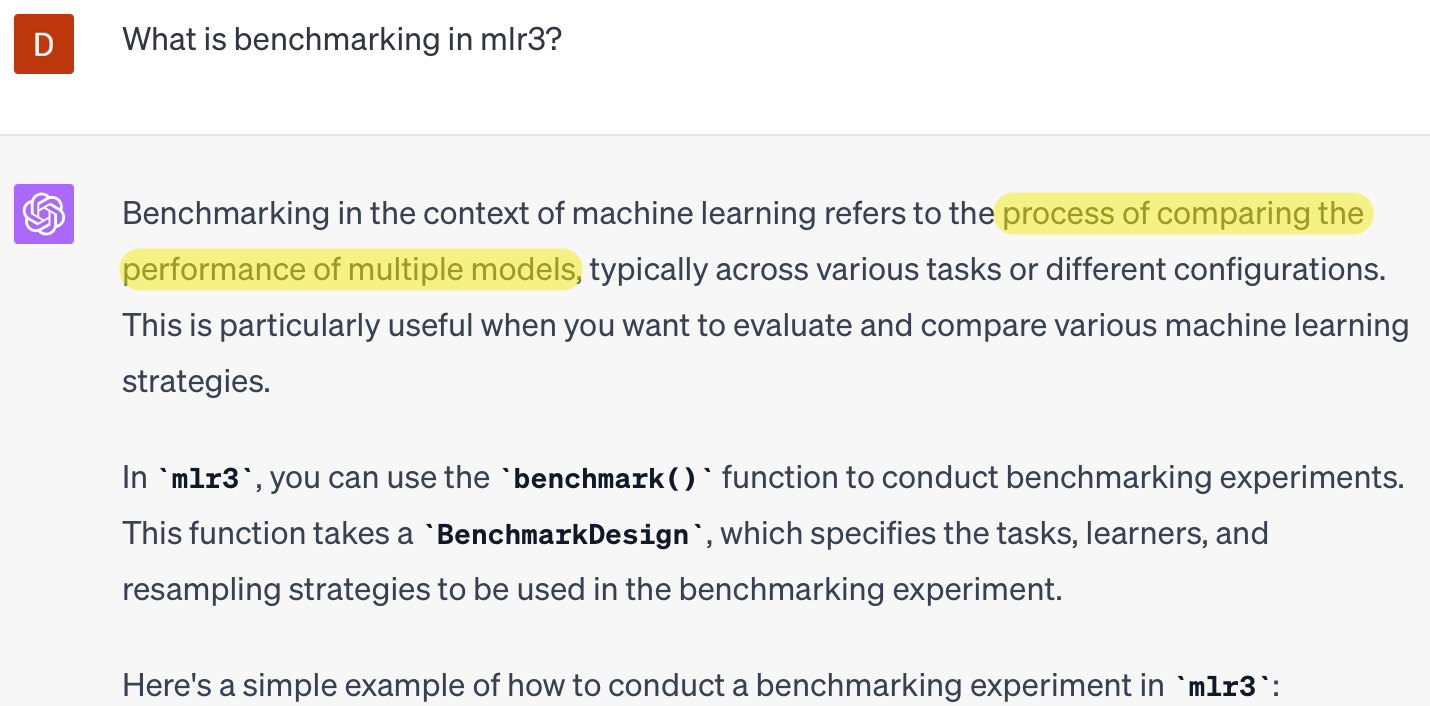 D
What is benchmarking in mlr3?
Benchmarking in the context of machine learning refers to the process of comparing the
performance of multiple models, typically across various tasks or different configurations.
This is particularly useful when you want to evaluate and compare various machine learning
strategies.
In `mlr3`, you can use the `benchmark()` function to conduct benchmarking experiments.
This function takes a `BenchmarkDesign`, which specifies the tasks, learners, and
resampling strategies to be used in the benchmarking experiment.
Here's a simple example of how to conduct a benchmarking experiment in `mlr3`: